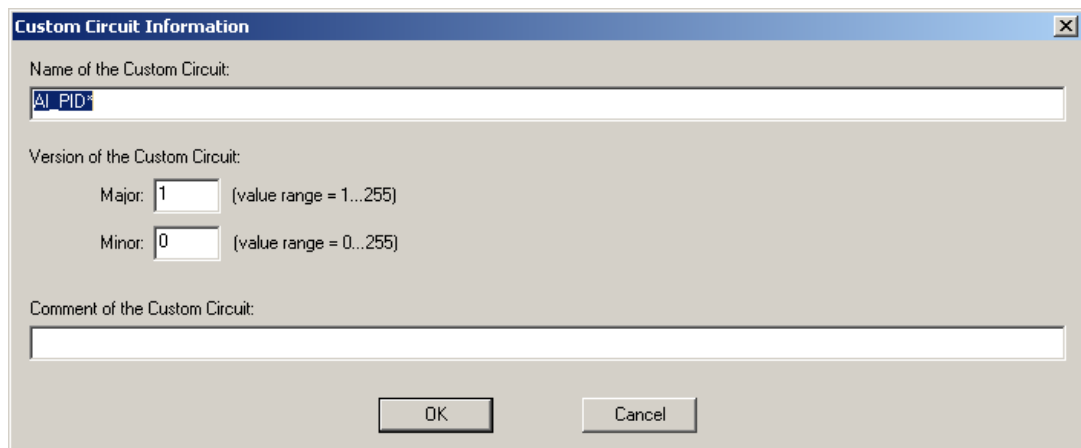 Custom Circuit Information
Name of the Custom Circuit:
AI_PID*
Version of the Custom Circuit:
Major: 1 (value range = 1...255)
Minor: 0 (value range = 0...255)
Comment of the Custom Circuit:
OK Cancel